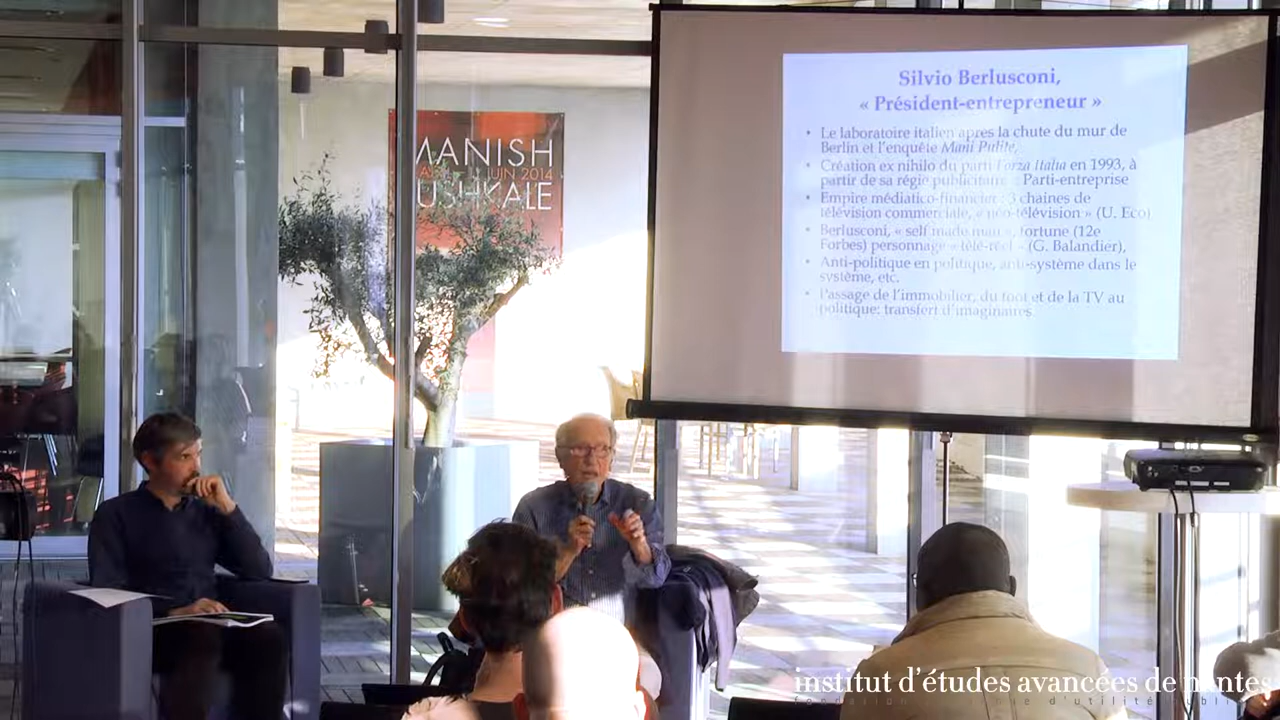 MANISH
JUIN 2014
PUSHKALE
Silvio Berlusconi,
« Président-entrepreneur »
• Le laboratoire italien apres la chute du mur de
Berlin et l'enquête Mani Pulite,
• Création ex nihilo du parti Forza Italia en 1993, à
partir de sa régie publicitaire : Parti-entreprise
• Empire médiatico-financier : 3 chaines de
télévision commerciale, « néo-télévision » (U. Eco)
• Berlusconi, « self made man », fortune (12e
Forbes) personnage « télé-réel » (G. Balandier),
• Anti-politique en politique, anti-système dans le
système, etc.
• Passage de l'immobilier, du foot et de la TV au
politique: transfert d'imaginaires.
institut d'études avancées de nantes